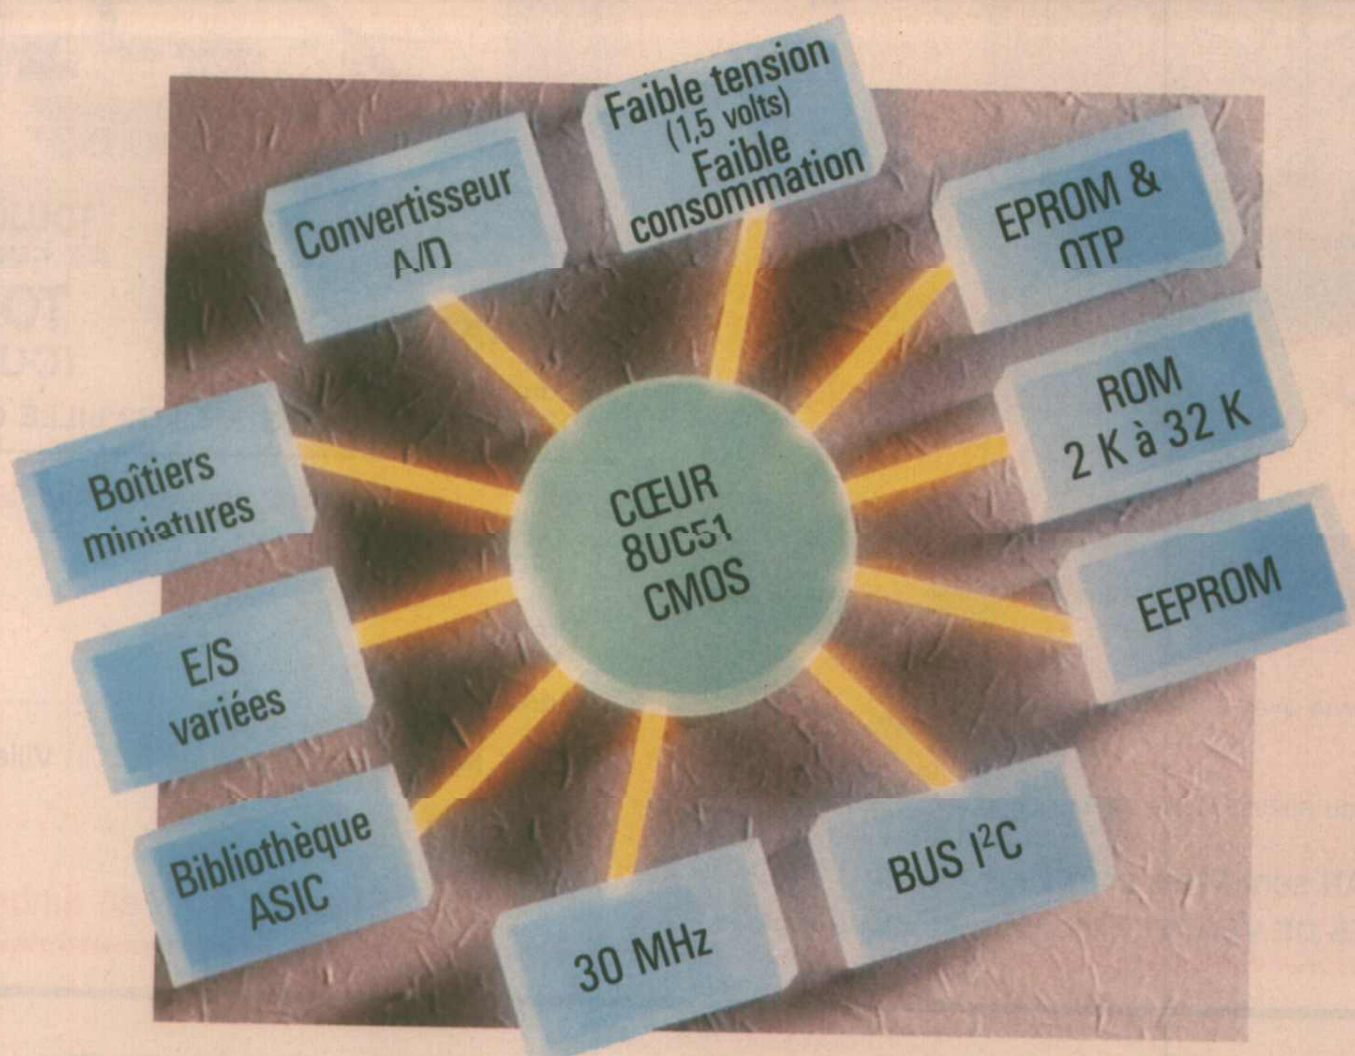 Faible tension
(1,5 volts)
Faible
consommation
Convertisseur
A/D
EPROM &
OTP
ROM
2 K à 32 K
Boîtiers
miniatures
CŒUR
80C51
CMOS
EEPROM
E/S
variées
Bibliothèque
ASIC
BUS I²C
30 MHz